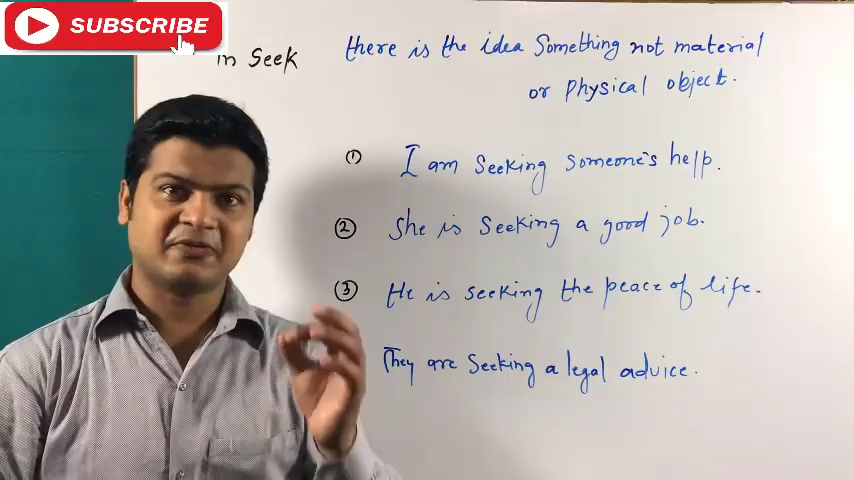 SUBSCRIBE
in Seek
there is the idea Something not material
or physical object.
① I am seeking someone's help.
② She is seeking a good job.
③ He is seeking the peace of life.
They are seeking a legal advice.